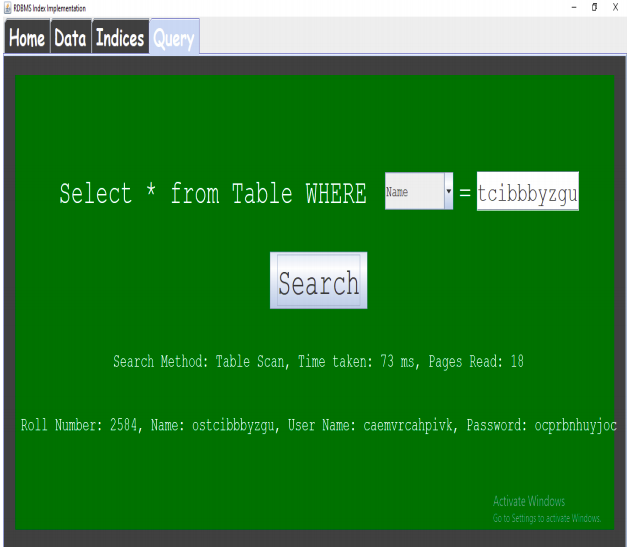 RDBMS Index Implementation
Home Data Indices Query
Select * from Table WHERE Name = tcibbbyzgu
Search
Search Method: Table Scan, Time taken: 73 ms, Pages Read: 18
Roll Number: 2584, Name: ostcibbbyzgu, User Name: caemvrcahpivk, Password: ocprbnhuyjoc
Activate Windows
Go to Settings to activate Windows.